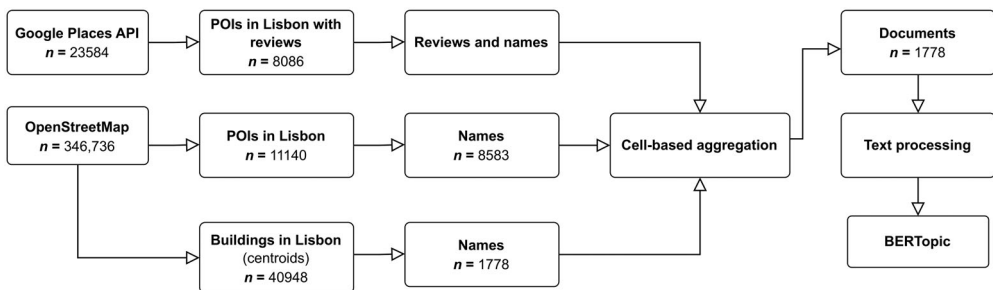 Google Places API
n = 23584
POIs in Lisbon with
reviews
n = 8086
Reviews and names
Documents
n = 1778
OpenStreetMap
n = 346,736
POIs in Lisbon
n = 11140
Names
n = 8583
Cell-based aggregation
Text processing
Buildings in Lisbon
(centroids)
n = 40948
Names
n = 1778
BERTopic